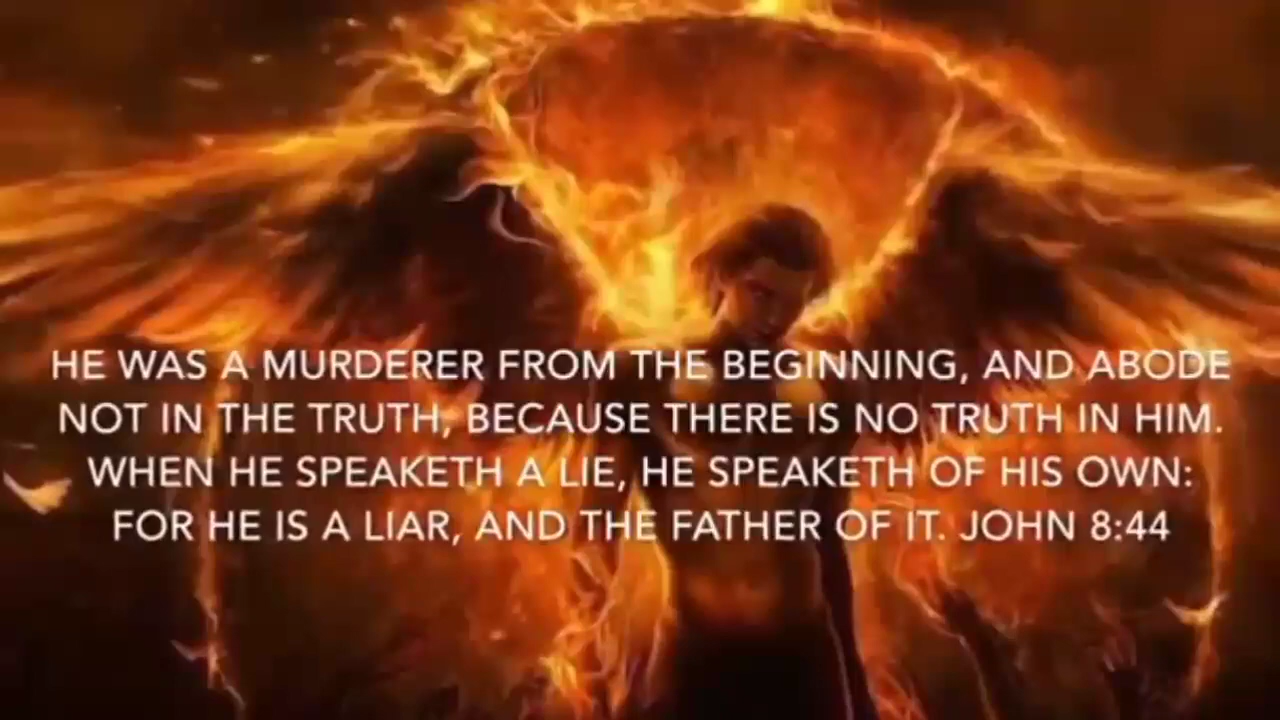 HE WAS A MURDERER FROM THE BEGINNING, AND ABODE
NOT IN THE TRUTH, BECAUSE THERE IS NO TRUTH IN HIM.
WHEN HE SPEAKETH A LIE, HE SPEAKETH OF HIS OWN:
FOR HE IS A LIAR, AND THE FATHER OF IT. JOHN 8:44